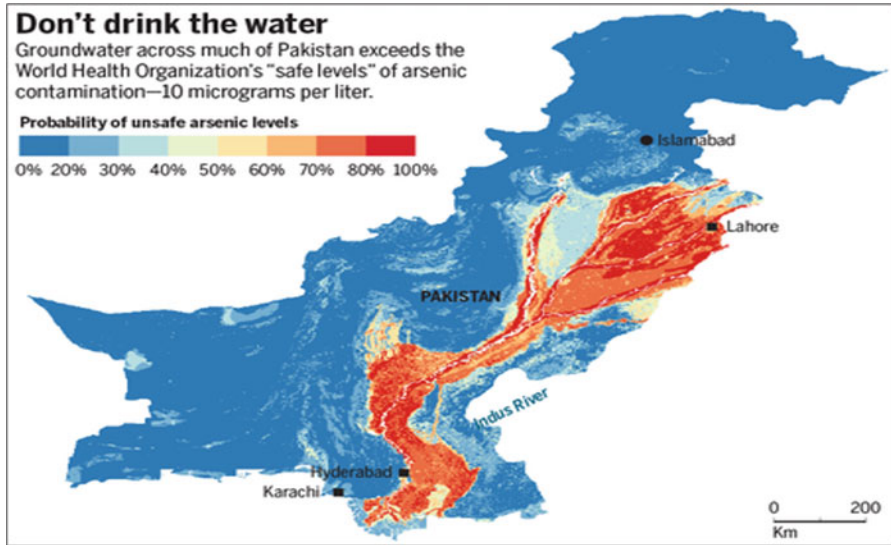 Don't drink the water
Groundwater across much of Pakistan exceeds the
World Health Organization's "safe levels" of arsenic
contamination—10 micrograms per liter.
Probability of unsafe arsenic levels
0% 20% 30% 40% 50% 60% 70% 80% 100%
Islamabad
Lahore
PAKISTAN
Indus River
Hyderabad
Karachi
0 200
Km